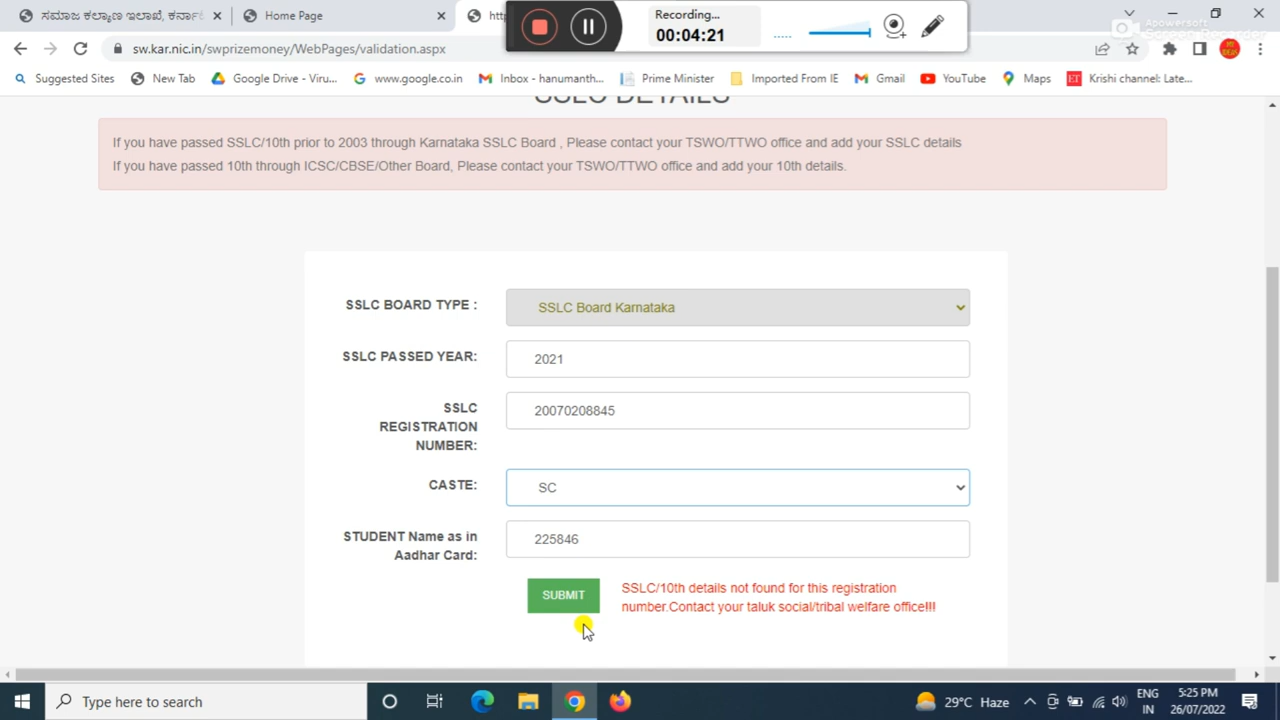 Recording...
00:04:21
ಸಮಾಜ ಕಲ್ಯಾಣ ಇಲಾಖೆ, ಕರ್ನಾಟ
Home Page
Apowersoft
Screen Recorder
sw.kar.nic.in/swprizemoney/WebPages/validation.aspx
Suggested Sites
New Tab
Google Drive - Viru...
www.google.co.in
Inbox - hanumanth...
Prime Minister
Imported From IE
Gmail
YouTube
Maps
ET
Krishi channel: Late...
SSLC DETAILS
If you have passed SSLC/10th prior to 2003 through Karnataka SSLC Board , Please contact your TSWO/TTWO office and add your SSLC details
If you have passed 10th through ICSC/CBSE/Other Board, Please contact your TSWO/TTWO office and add your 10th details.
SSLC BOARD TYPE :
SSLC Board Karnataka
SSLC PASSED YEAR:
2021
SSLC
REGISTRATION
NUMBER:
20070208845
CASTE:
SC
STUDENT Name as in
Aadhar Card:
225846
SUBMIT
SSLC/10th details not found for this registration
number.Contact your taluk social/tribal welfare office!!!
Type here to search
29°C Haze
ENG
IN
5:25 PM
26/07/2022